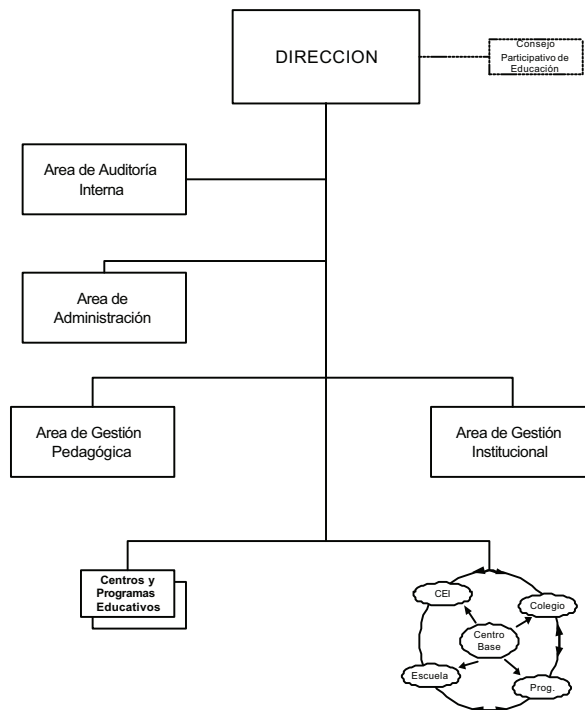 DIRECCION
Consejo
Participativo de
Educación
Area de Auditoría
Interna
Area de
Administración
Area de Gestión
Pedagógica
Area de Gestión
Institucional
Centros y
Programas
Educativos
CEI
Colegio
Centro
Base
Escuela
Prog.